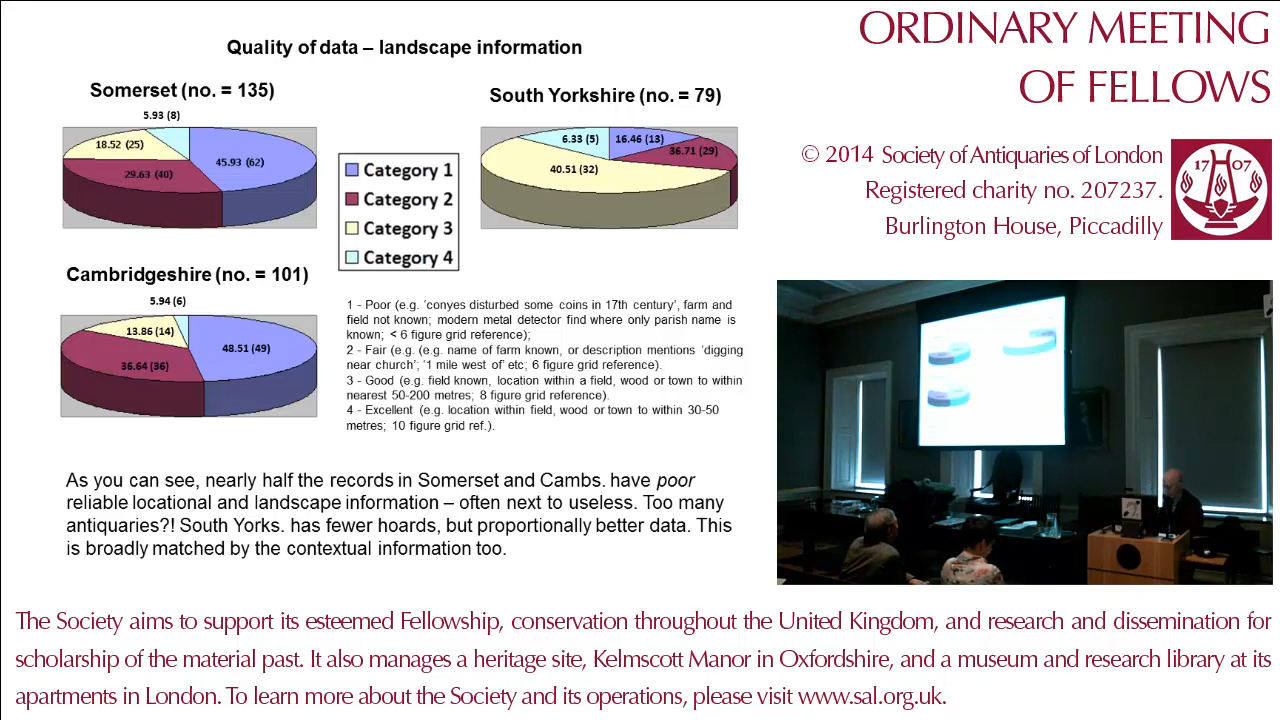 Quality of data – landscape information
Somerset (no. = 135)
5.93 (8)
18.52 (25)
45.93 (62)
29.63 (40)
Category 1
Category 2
Category 3
Category 4
South Yorkshire (no. = 79)
6.33 (5)
16.46 (13)
36.71 (29)
40.51 (32)
Cambridgeshire (no. = 101)
5.94 (6)
13.86 (14)
48.51 (49)
36.64 (36)
1 - Poor (e.g. 'conyes disturbed some coins in 17th century', farm and
field not known; modern metal detector find where only parish name is
known; < 6 figure grid reference);
2 - Fair (e.g. (e.g. name of farm known, or description mentions 'digging
near church'; '1 mile west of' etc; 6 figure grid reference).
3 - Good (e.g. field known, location within a field, wood or town to within
nearest 50-200 metres; 8 figure grid reference).
4 - Excellent (e.g. location within field, wood or town to within 30-50
metres; 10 figure grid ref.).
As you can see, nearly half the records in Somerset and Cambs. have poor
reliable locational and landscape information – often next to useless. Too many
antiquaries?! South Yorks. has fewer hoards, but proportionally better data. This
is broadly matched by the contextual information too.
ORDINARY MEETING
OF FELLOWS
© 2014 Society of Antiquaries of London
Registered charity no. 207237.
Burlington House, Piccadilly
17 07
The Society aims to support its esteemed Fellowship, conservation throughout the United Kingdom, and research and dissemination for
scholarship of the material past. It also manages a heritage site, Kelmscott Manor in Oxfordshire, and a museum and research library at its
apartments in London. To learn more about the Society and its operations, please visit www.sal.org.uk.